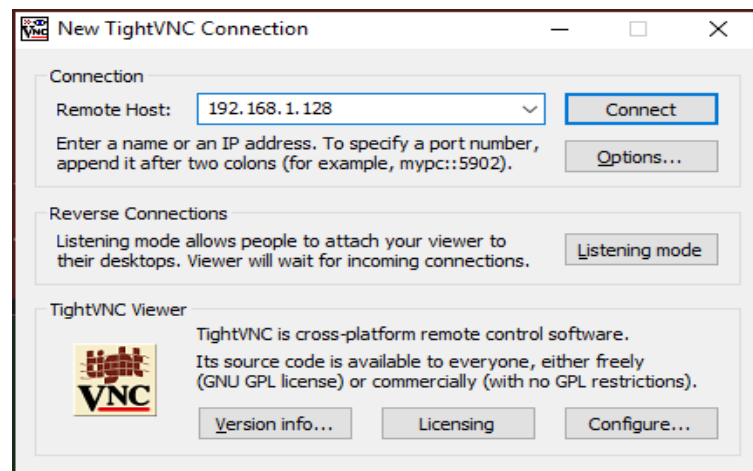 New TightVNC Connection
Connection
Remote Host: 192.168.1.128 Connect
Enter a name or an IP address. To specify a port number,
append it after two colons (for example, mypc::5902).
Options...
Reverse Connections
Listening mode allows people to attach your viewer to
their desktops. Viewer will wait for incoming connections.
Listening mode
TightVNC Viewer
TightVNC is cross-platform remote control software.
Its source code is available to everyone, either freely
(GNU GPL license) or commercially (with no GPL restrictions).
tight
VNC
Version info... Licensing Configure...